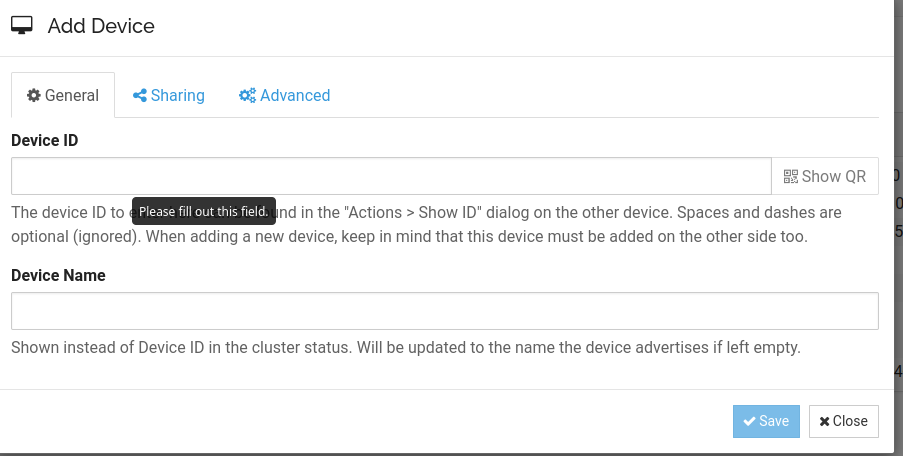 Add Device
General
Sharing
Advanced
Device ID
Show QR
The device ID to e
Please fill out this field.
und in the "Actions > Show ID" dialog on the other device. Spaces and dashes are
optional (ignored). When adding a new device, keep in mind that this device must be added on the other side too.
Device Name
Shown instead of Device ID in the cluster status. Will be updated to the name the device advertises if left empty.
Save
Close
0
0
5
4